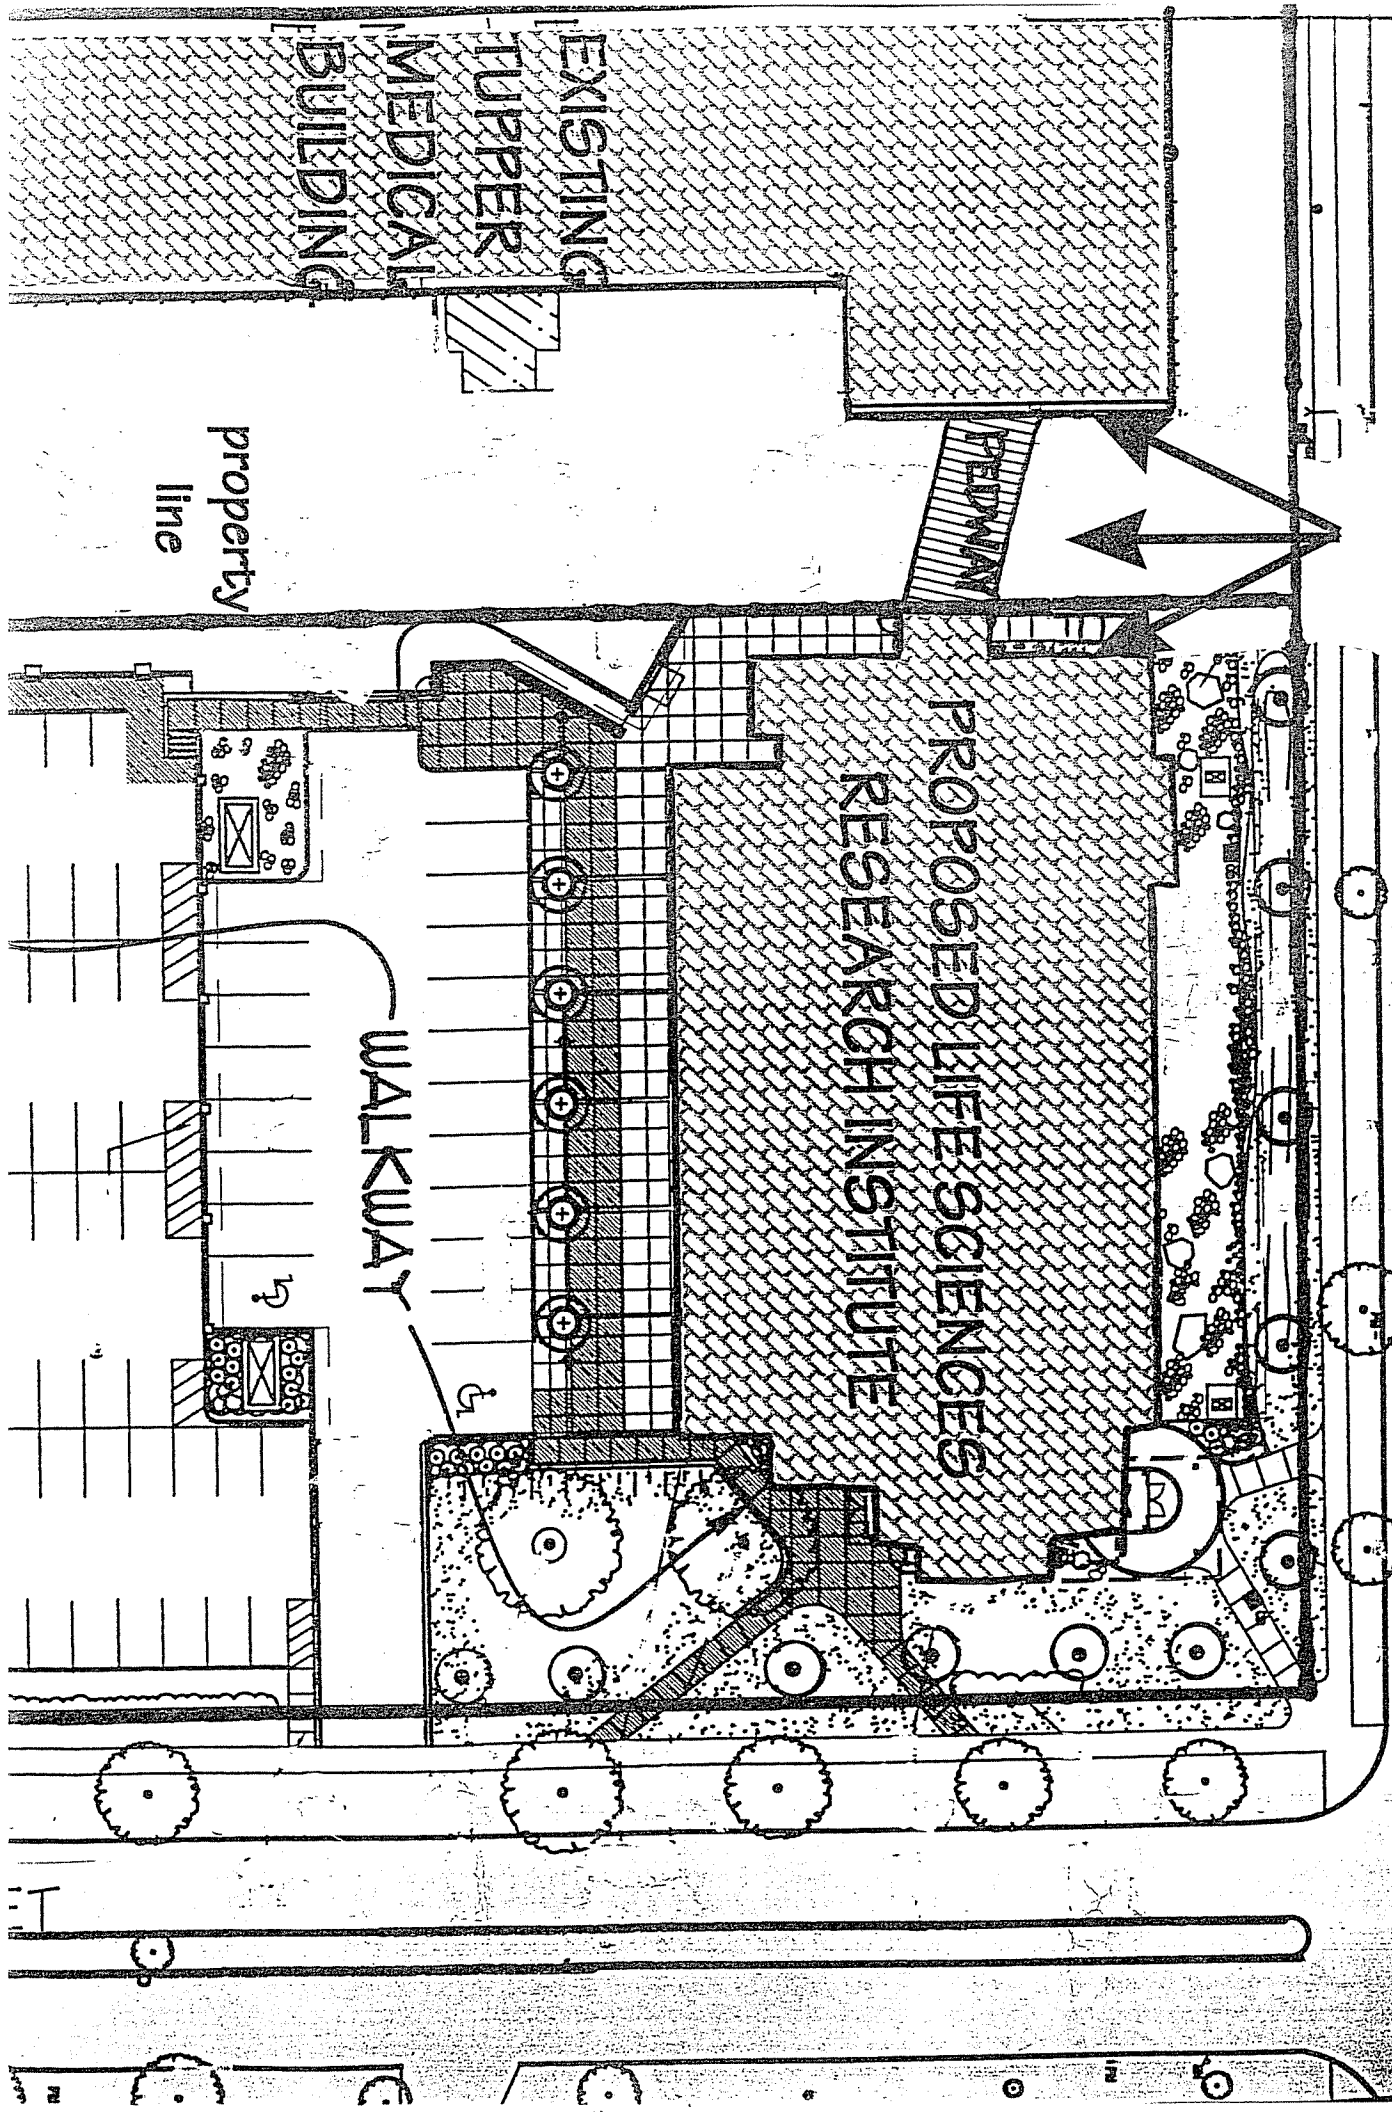 EXISTING
TUPPER
MEDICAL
BUILDING
PEDWAY
property
line
PROPOSED LIFE SCIENCES
RESEARCH INSTITUTE
WALKWAY